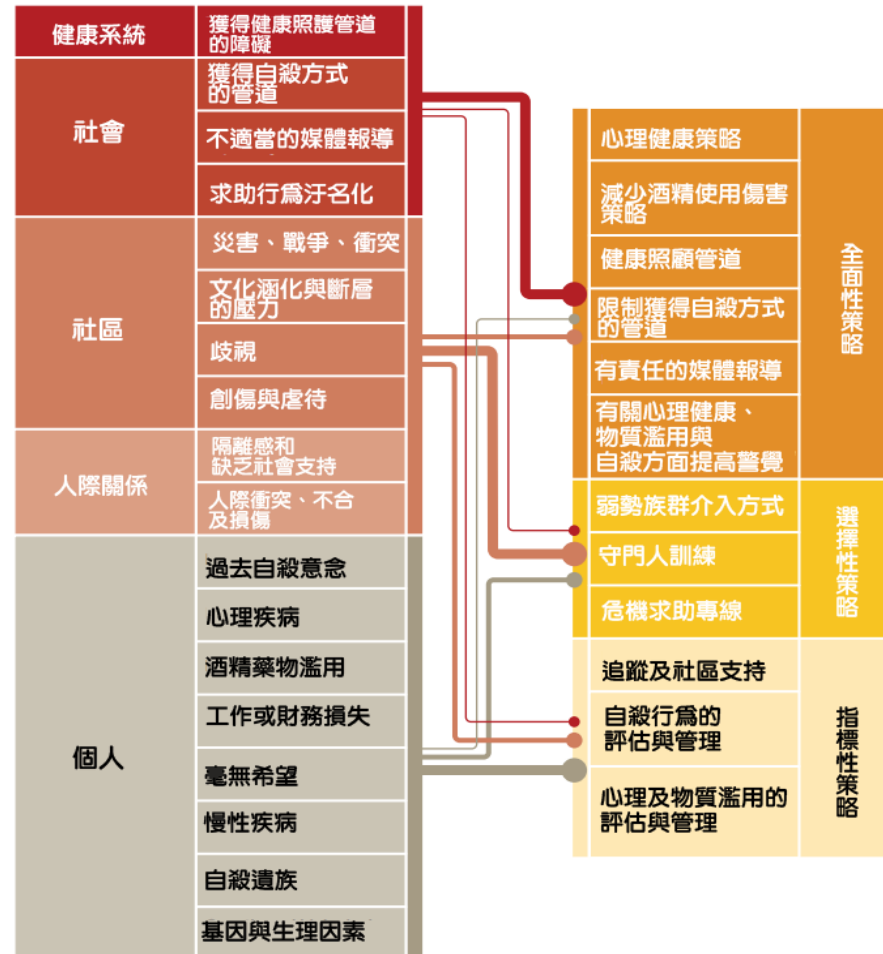 健康系統
獲得健康照護管道
的障礙
社會
獲得自殺方式
的管道
不適當的媒體報導
求助行為汙名化
社區
災害、戰爭、衝突
文化涵化與斷層
的壓力
歧視
創傷與虐待
人際關係
隔離感和
缺乏社會支持
人際衝突、不合
及損傷
個人
過去自殺意念
心理疾病
酒精藥物濫用
工作或財務損失
毫無希望
慢性疾病
自殺遺族
基因與生理因素
心理健康策略
減少酒精使用傷害
策略
健康照顧管道
限制獲得自殺方式
的管道
有責任的媒體報導
有關心理健康、
物質濫用與
自殺方面提高警覺
全面性策略
弱勢族群介入方式
守門人訓練
危機求助專線
選擇性策略
追蹤及社區支持
自殺行為的
評估與管理
心理及物質濫用的
評估與管理
指標性策略